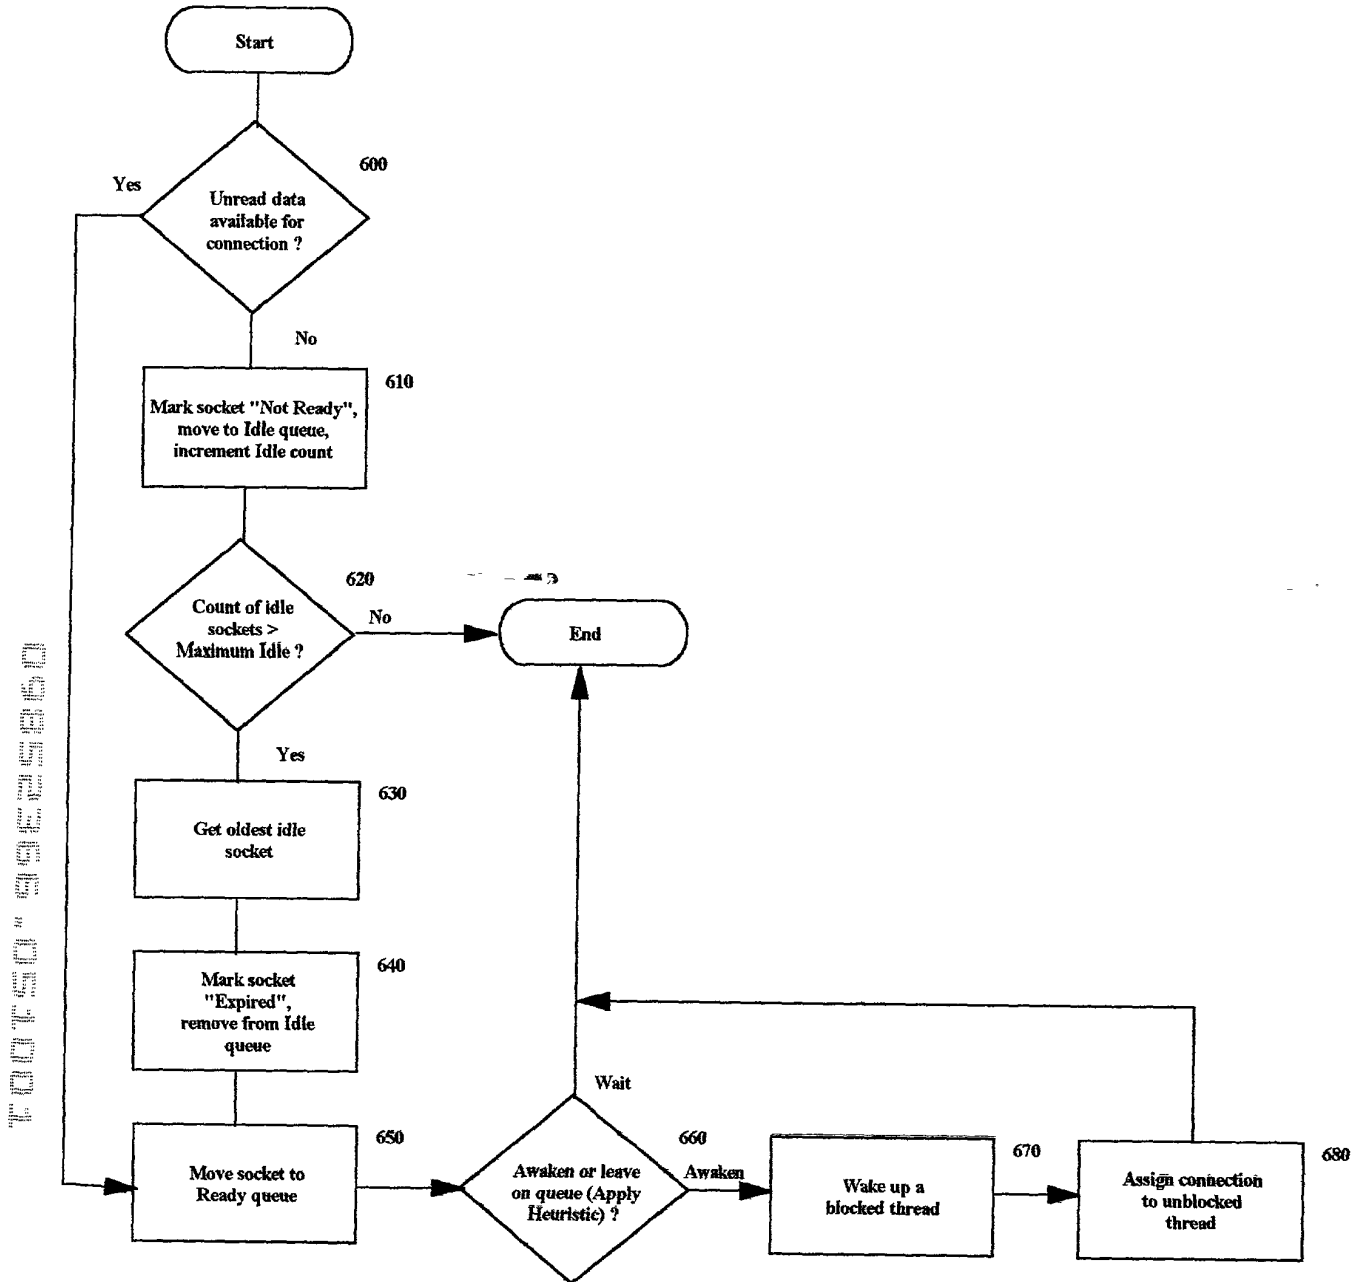 Start
600
Yes
Unread data
available for
connection ?
No
610
Mark socket "Not Ready",
move to Idle queue,
increment Idle count
620
Count of idle
sockets >
Maximum Idle ?
No
End
Yes
630
Get oldest idle
socket
640
Mark socket
"Expired",
remove from Idle
queue
Wait
650
Move socket to
Ready queue
660
Awaken or leave
on queue (Apply
Heuristic) ?
Awaken
670
Wake up a
blocked thread
680
Assign connection
to unblocked
thread